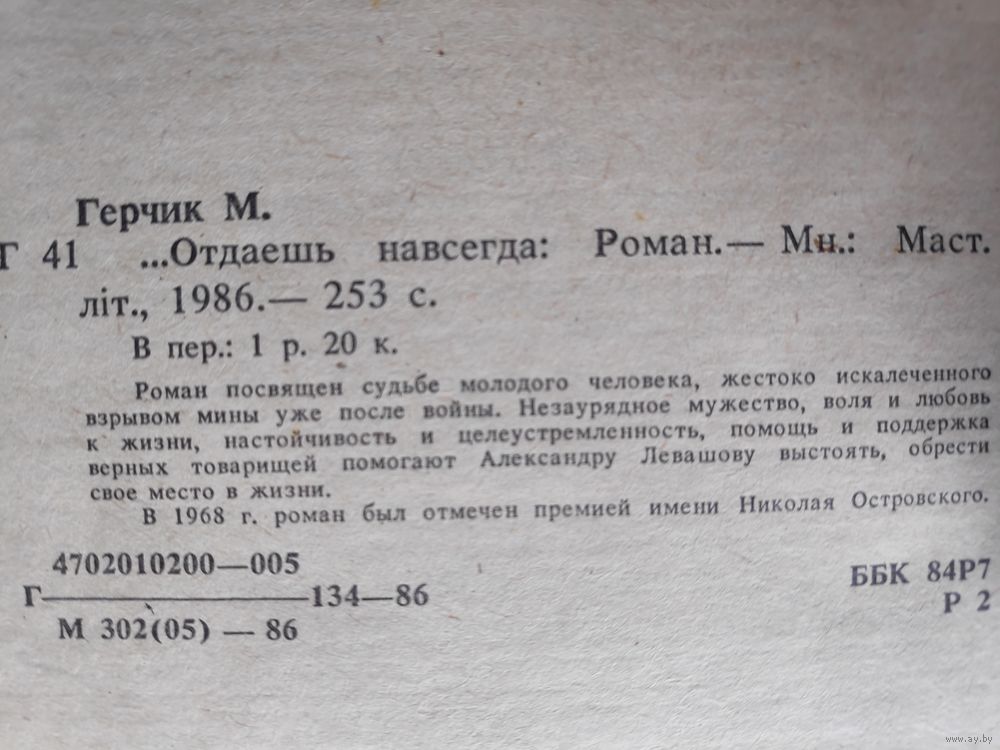 Герчик М.
Г 41 ...Отдаешь навсегда: Роман.— Мн.: Маст.
літ., 1986.— 253 с.
В пер.: 1 р. 20 к.
Роман посвящен судьбе молодого человека, жестоко искалеченного
взрывом мины уже после войны. Незаурядное мужество, воля и любовь
к жизни, настойчивость и целеустремленность, помощь и поддержка
верных товарищей помогают Александру Левашову выстоять, обрести
свое место в жизни.
В 1968 г. роман был отмечен премией имени Николая Островского.
4702010200—005
Г————————134—86
М 302(05) — 86
ББК 84Р7
Р 2
www.ay.by